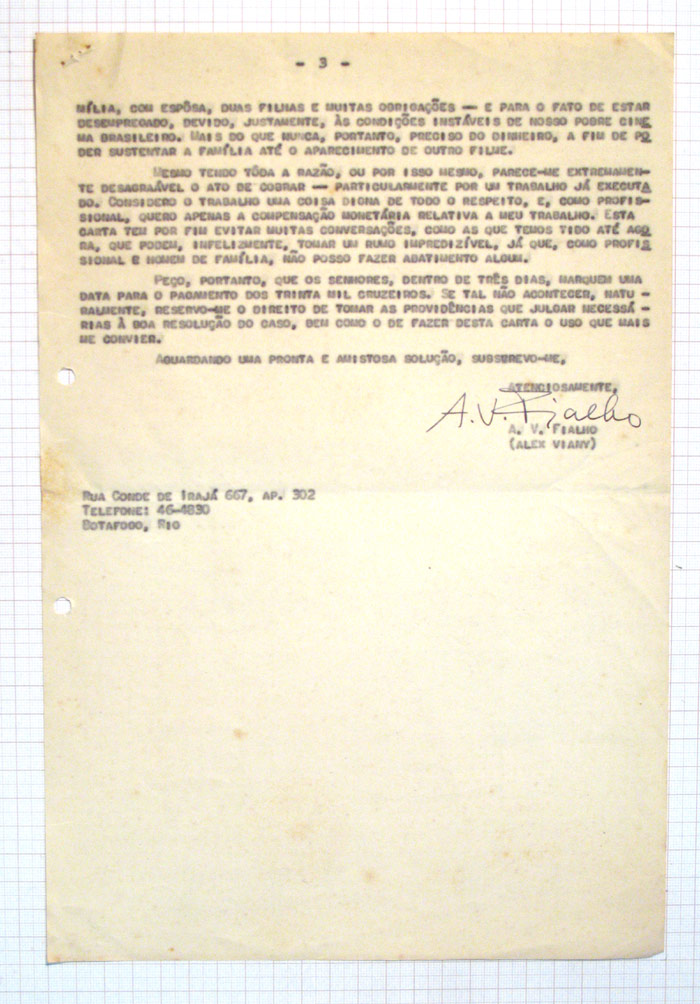 - 3 -
MÍLIA, COM ESPÔSA, DUAS FILHAS E MUITAS OBRIGAÇÕES — E PARA O FATO DE ESTAR
DESEMPREGADO, DEVIDO, JUSTAMENTE, ÀS CONDIÇÕES INSTÁVEIS DE NOSSO POBRE CINE
MA BRASILEIRO. MAIS DO QUE NUNCA, PORTANTO, PRECISO DO DINHEIRO, A FIM DE PO
DER SUSTENTAR A FAMÍLIA ATÉ O APARECIMENTO DE OUTRO FILME.
MESMO TENDO TÔDA A RAZÃO, OU POR ISSO MESMO, PARECE-ME EXTREMAMEN-
TE DESAGRAÁVEL O ATO DE COBRAR — PARTICULARMENTE POR UM TRABALHO JÁ EXECUTA
DO. CONSIDERO O TRABALHO UMA COISA DIGNA DE TODO O RESPEITO, E, COMO PROFIS-
SIONAL, QUERO APENAS A COMPENSAÇÃO MONETÁRIA RELATIVA A MEU TRABALHO. ESTA
CARTA TEM POR FIM EVITAR MUITAS CONVERSAÇÕES, COMO AS QUE TEMOS TIDO ATÉ AGO
RA, QUE PODEM, INFELIZMENTE, TOMAR UM RUMO IMPREDIZÍVEL, JÁ QUE, COMO PROFIS
SIONAL E HOMEM DE FAMÍLIA, NÃO POSSO FAZER ABATIMENTO ALGUM.
PEÇO, PORTANTO, QUE OS SENHORES, DENTRO DE TRÊS DIAS, MARQUEM UMA
DATA PARA O PAGAMENTO DOS TRINTA MIL CRUZEIROS. SE TAL NÃO ACONTECER, NATU -
RALMENTE, RESERVO-ME O DIREITO DE TOMAR AS PROVIDÊNCIAS QUE JULGAR NECESSÁ -
RIAS À BOA RESOLUÇÃO DO CASO, BEM COMO O DE FAZER DESTA CARTA O USO QUE MAIS
ME CONVIER.
AGUARDANDO UMA PRONTA E AMISTOSA SOLUÇÃO, SUBSCREVO-ME,
ATENCIOSAMENTE,
A.V. Fialho
A. V. FIALHO
(ALEX VIANY)
RUA CONDE DE IRAJÁ 667, AP. 302
TELEFONE: 46-4830
BOTAFOGO, RIO